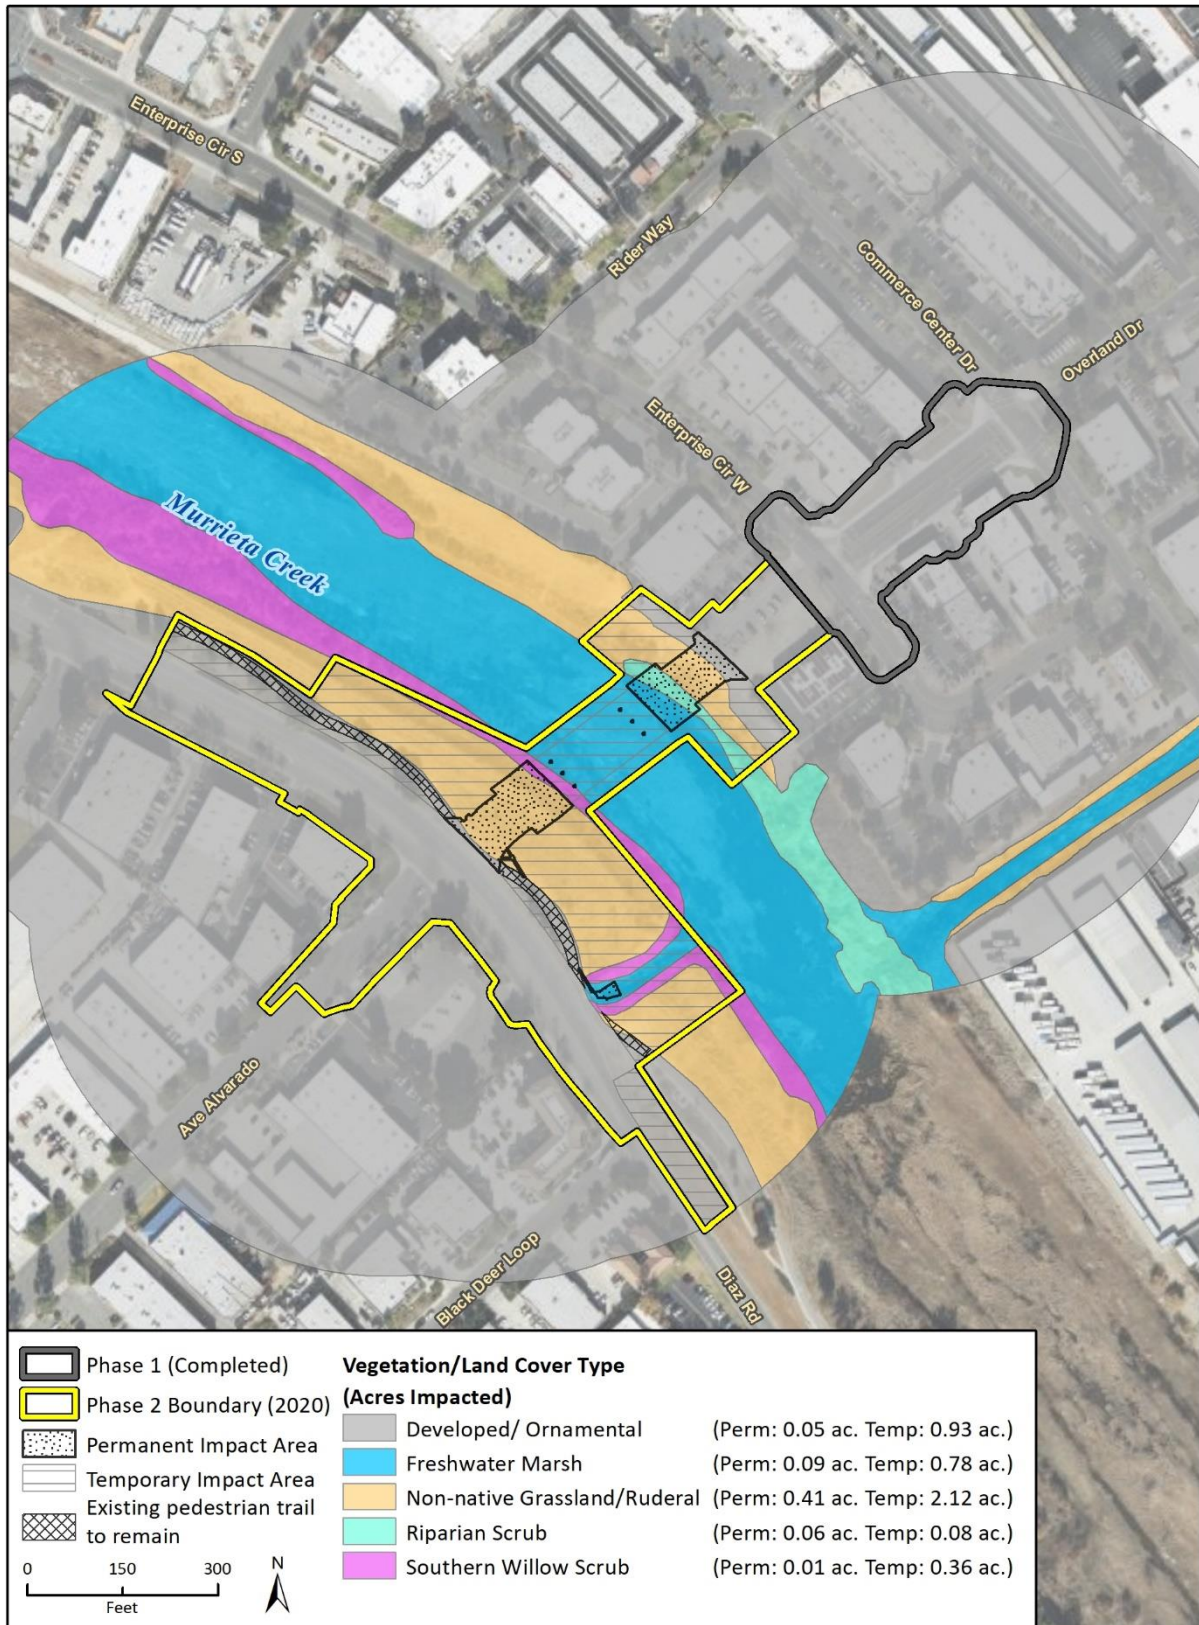 Enterprise Cir S
Rider Way
Commerce Center Dr
Overland Dr
Enterprise Cir W
Murrieta Creek
Ave Alvarado
Black Deer Loop
Diaz Rd
Phase 1 (Completed)
Phase 2 Boundary (2020)
Permanent Impact Area
Temporary Impact Area
Existing pedestrian trail
to remain
0 150 300
Feet
N
Vegetation/Land Cover Type
(Acres Impacted)
Developed/ Ornamental (Perm: 0.05 ac. Temp: 0.93 ac.)
Freshwater Marsh (Perm: 0.09 ac. Temp: 0.78 ac.)
Non-native Grassland/Ruderal (Perm: 0.41 ac. Temp: 2.12 ac.)
Riparian Scrub (Perm: 0.06 ac. Temp: 0.08 ac.)
Southern Willow Scrub (Perm: 0.01 ac. Temp: 0.36 ac.)